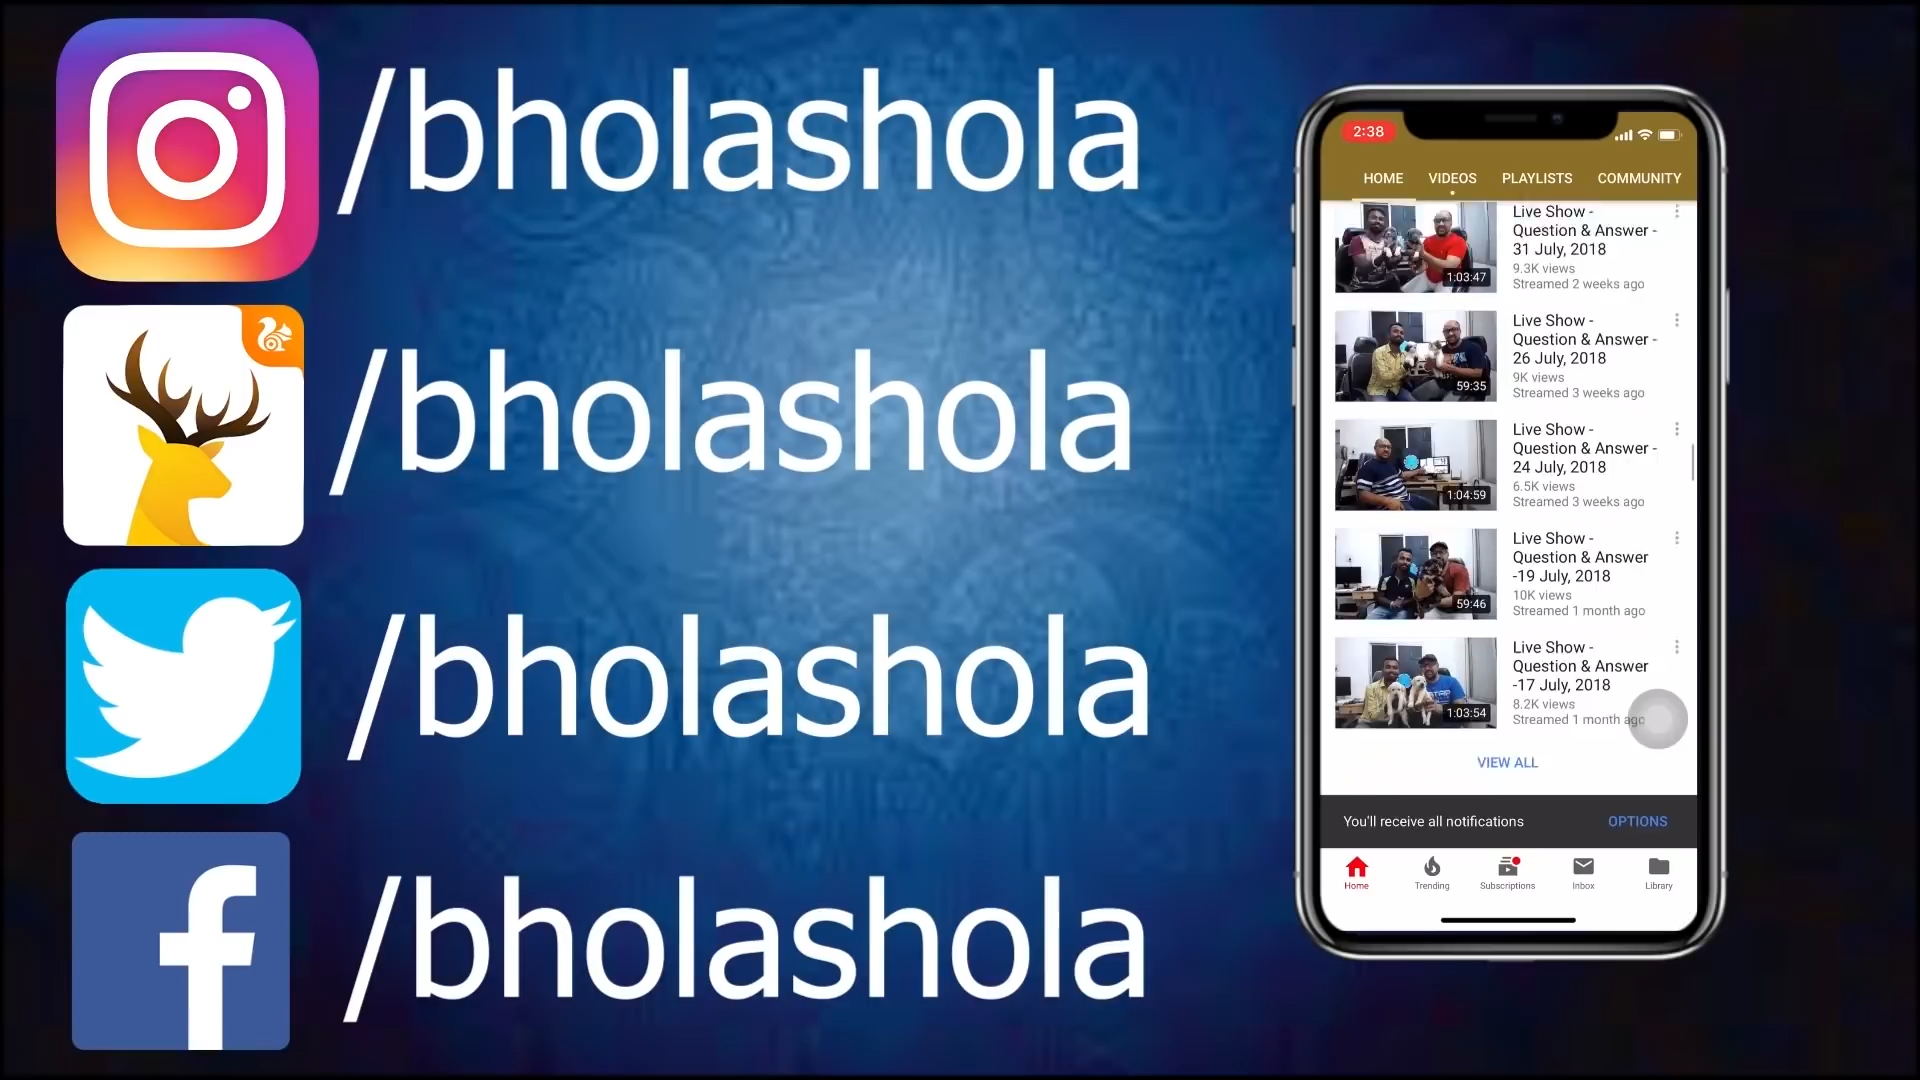 /bholashola
/bholashola
/bholashola
/bholashola
2:38
HOME VIDEOS PLAYLISTS COMMUNITY
Live Show -
Question & Answer -
31 July, 2018
9.3K views
Streamed 2 weeks ago
1:03:47
Live Show -
Question & Answer -
26 July, 2018
9K views
Streamed 3 weeks ago
59:35
Live Show -
Question & Answer -
24 July, 2018
6.5K views
Streamed 3 weeks ago
1:04:59
Live Show -
Question & Answer
-19 July, 2018
10K views
Streamed 1 month ago
59:46
Live Show -
Question & Answer
-17 July, 2018
8.2K views
Streamed 1 month ago
1:03:54
VIEW ALL
You'll receive all notifications OPTIONS
Home Trending Subscriptions Inbox Library